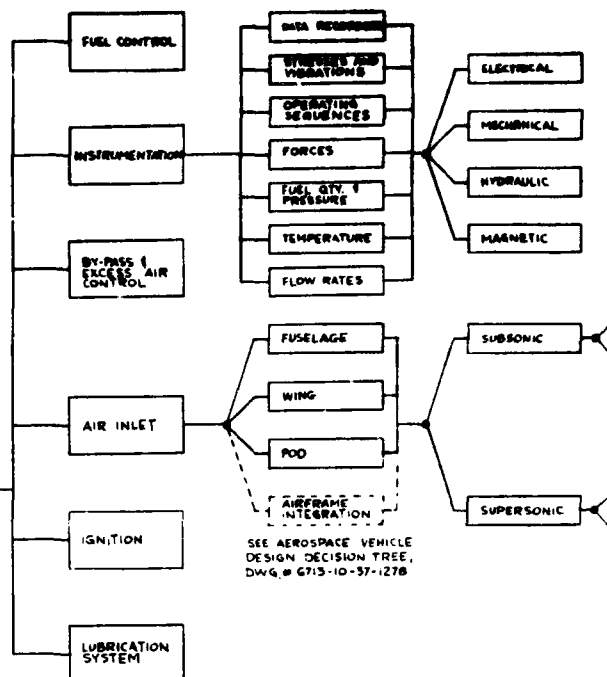 FUEL CONTROL
INSTRUMENTATION
BY-PASS &
EXCESS AIR
CONTROL
AIR INLET
IGNITION
LUBRICATION
SYSTEM
DATA RECORDING
STRESSES AND
VIBRATIONS
OPERATING
SEQUENCES
FORCES
FUEL QTY. &
PRESSURE
TEMPERATURE
FLOW RATES
ELECTRICAL
MECHANICAL
HYDRAULIC
MAGNETIC
FUSELAGE
WING
POD
AIRFRAME
INTEGRATION
SEE AEROSPACE VEHICLE
DESIGN DECISION TREE,
DWG. # 6713-10-37-1278
SUBSONIC
SUPERSONIC